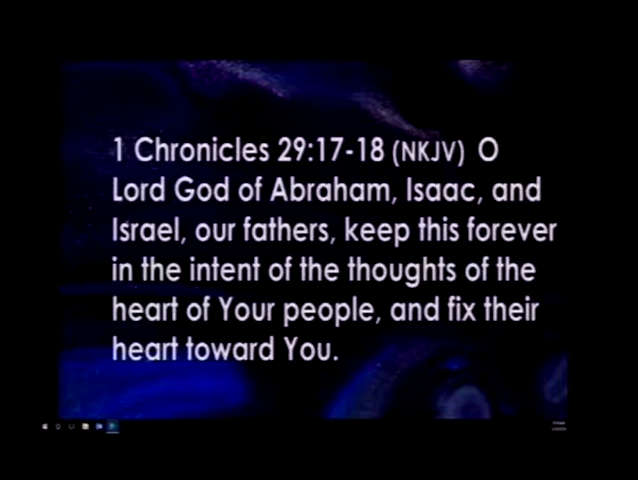 1 Chronicles 29:17-18 (NKJV) O
Lord God of Abraham, Isaac, and
Israel, our fathers, keep this forever
in the intent of the thoughts of the
heart of Your people, and fix their
heart toward You.